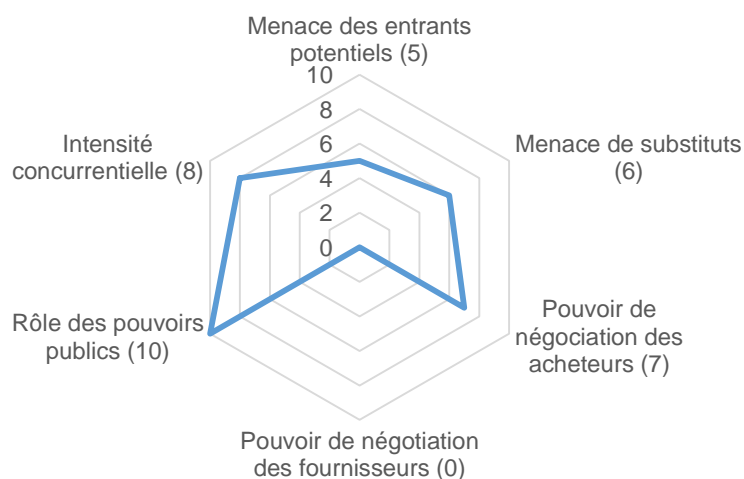 Menace des entrants
potentiels (5)
10
8
6
4
2
0
Menace de substituts
(6)
Pouvoir de
négociation des
acheteurs (7)
Pouvoir de négotiation
des fournisseurs (0)
Rôle des pouvoirs
publics (10)
Intensité
concurrentielle (8)